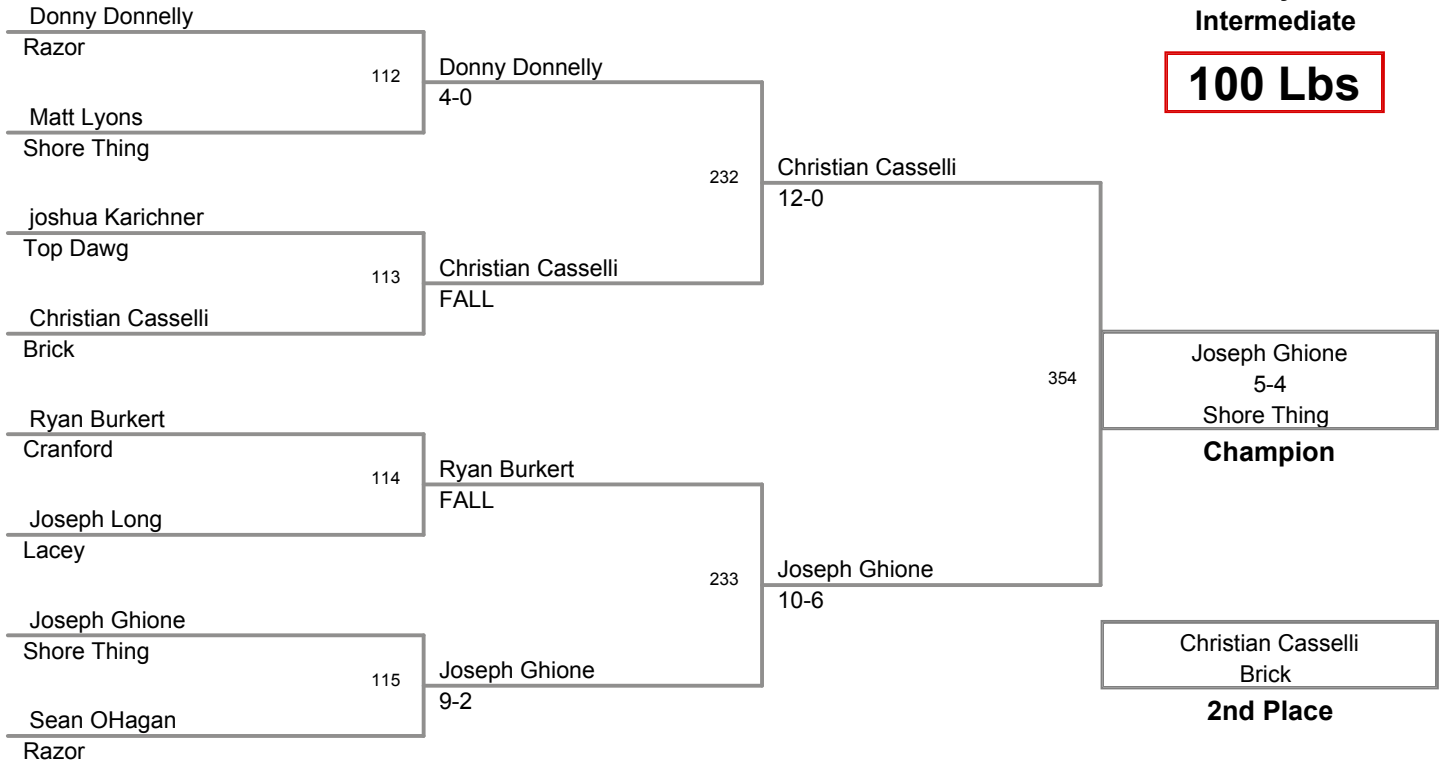 Intermediate
100 Lbs
Donny Donnelly
Razor
112
Donny Donnelly
4-0
Matt Lyons
Shore Thing
232
Christian Casselli
12-0
joshua Karichner
Top Dawg
113
Christian Casselli
FALL
Christian Casselli
Brick
354
Joseph Ghione
5-4
Shore Thing
Champion
Ryan Burkert
Cranford
114
Ryan Burkert
FALL
Joseph Long
Lacey
233
Joseph Ghione
10-6
Joseph Ghione
Shore Thing
115
Joseph Ghione
9-2
Sean OHagan
Razor
Christian Casselli
Brick
2nd Place